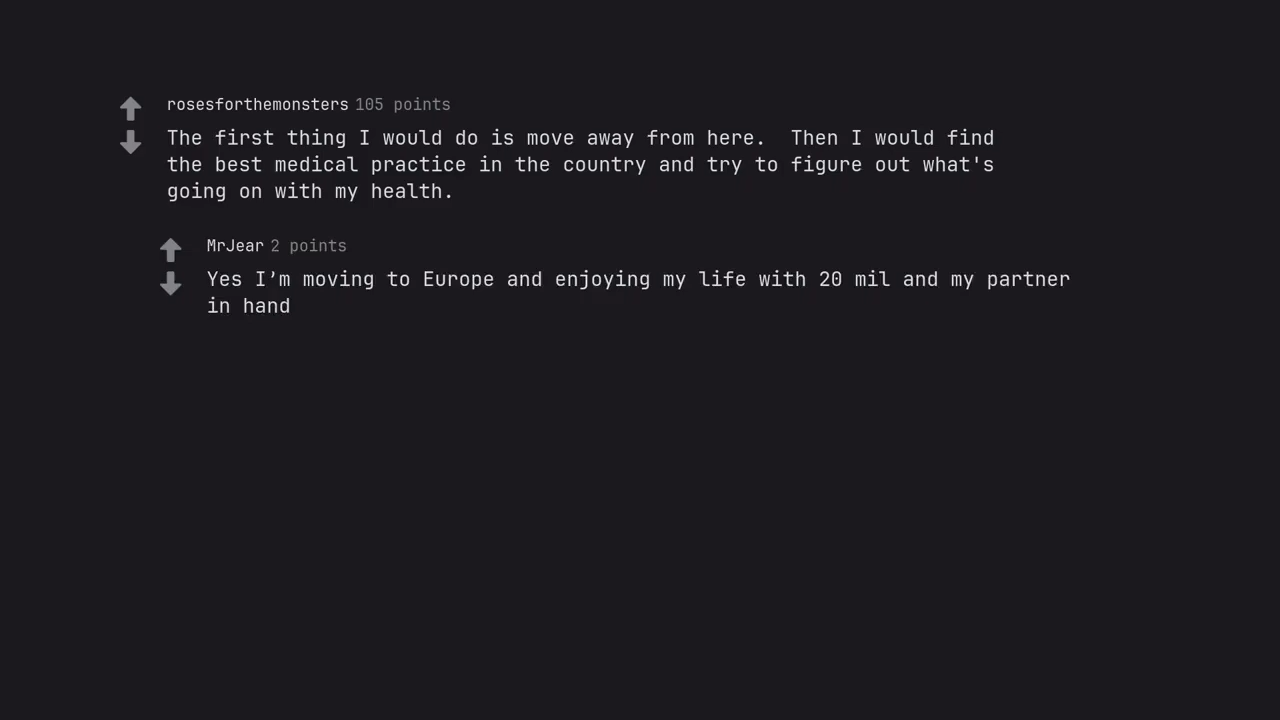 rosesforthemonsters 105 points
The first thing I would do is move away from here.  Then I would find
the best medical practice in the country and try to figure out what's
going on with my health.
MrJear 2 points
Yes I’m moving to Europe and enjoying my life with 20 mil and my partner
in hand